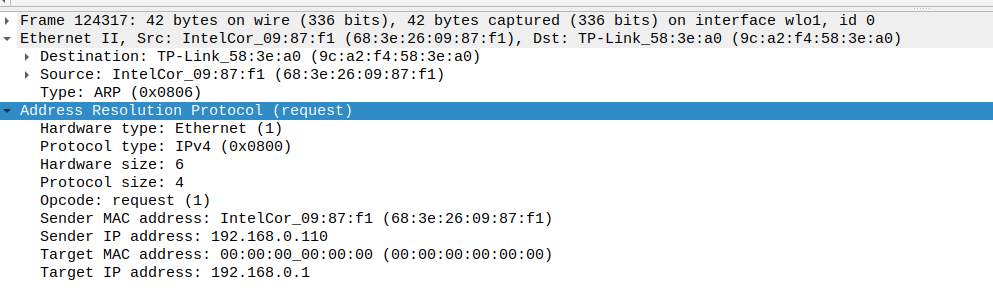 Frame 124317: 42 bytes on wire (336 bits), 42 bytes captured (336 bits) on interface wlo1, id 0
Ethernet II, Src: IntelCor_09:87:f1 (68:3e:26:09:87:f1), Dst: TP-Link_58:3e:a0 (9c:a2:f4:58:3e:a0)
Destination: TP-Link_58:3e:a0 (9c:a2:f4:58:3e:a0)
Source: IntelCor_09:87:f1 (68:3e:26:09:87:f1)
Type: ARP (0x0806)
Address Resolution Protocol (request)
Hardware type: Ethernet (1)
Protocol type: IPv4 (0x0800)
Hardware size: 6
Protocol size: 4
Opcode: request (1)
Sender MAC address: IntelCor_09:87:f1 (68:3e:26:09:87:f1)
Sender IP address: 192.168.0.110
Target MAC address: 00:00:00_00:00:00 (00:00:00:00:00:00)
Target IP address: 192.168.0.1